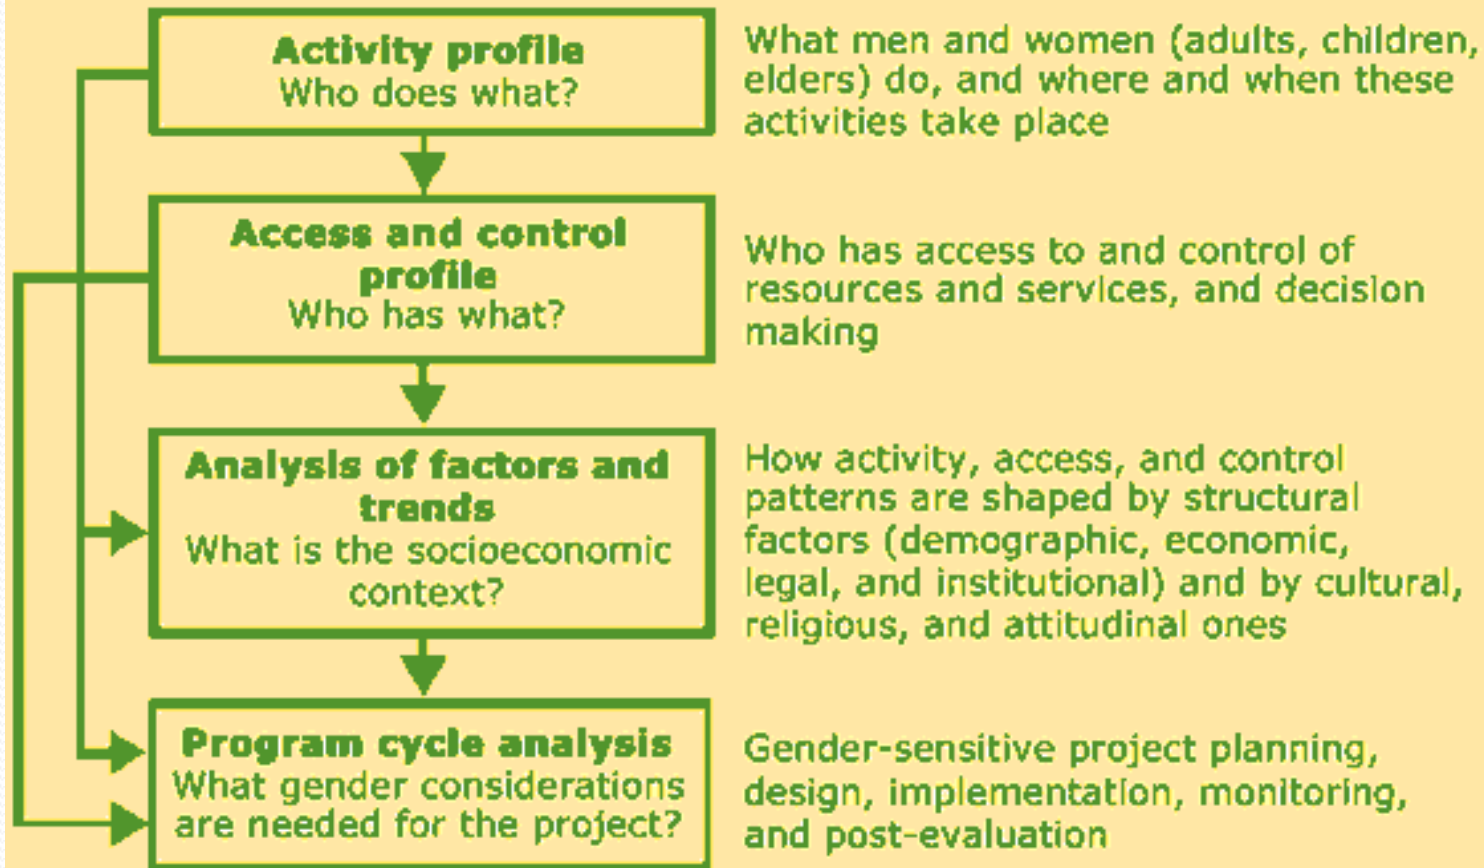 Activity profile
Who does what?
What men and women (adults, children,
elders) do, and where and when these
activities take place
Access and control
profile
Who has what?
Who has access to and control of
resources and services, and decision
making
Analysis of factors and
trends
What is the socioeconomic
context?
How activity, access, and control
patterns are shaped by structural
factors (demographic, economic,
legal, and institutional) and by cultural,
religious, and attitudinal ones
Program cycle analysis
What gender considerations
are needed for the project?
Gender-sensitive project planning,
design, implementation, monitoring,
and post-evaluation